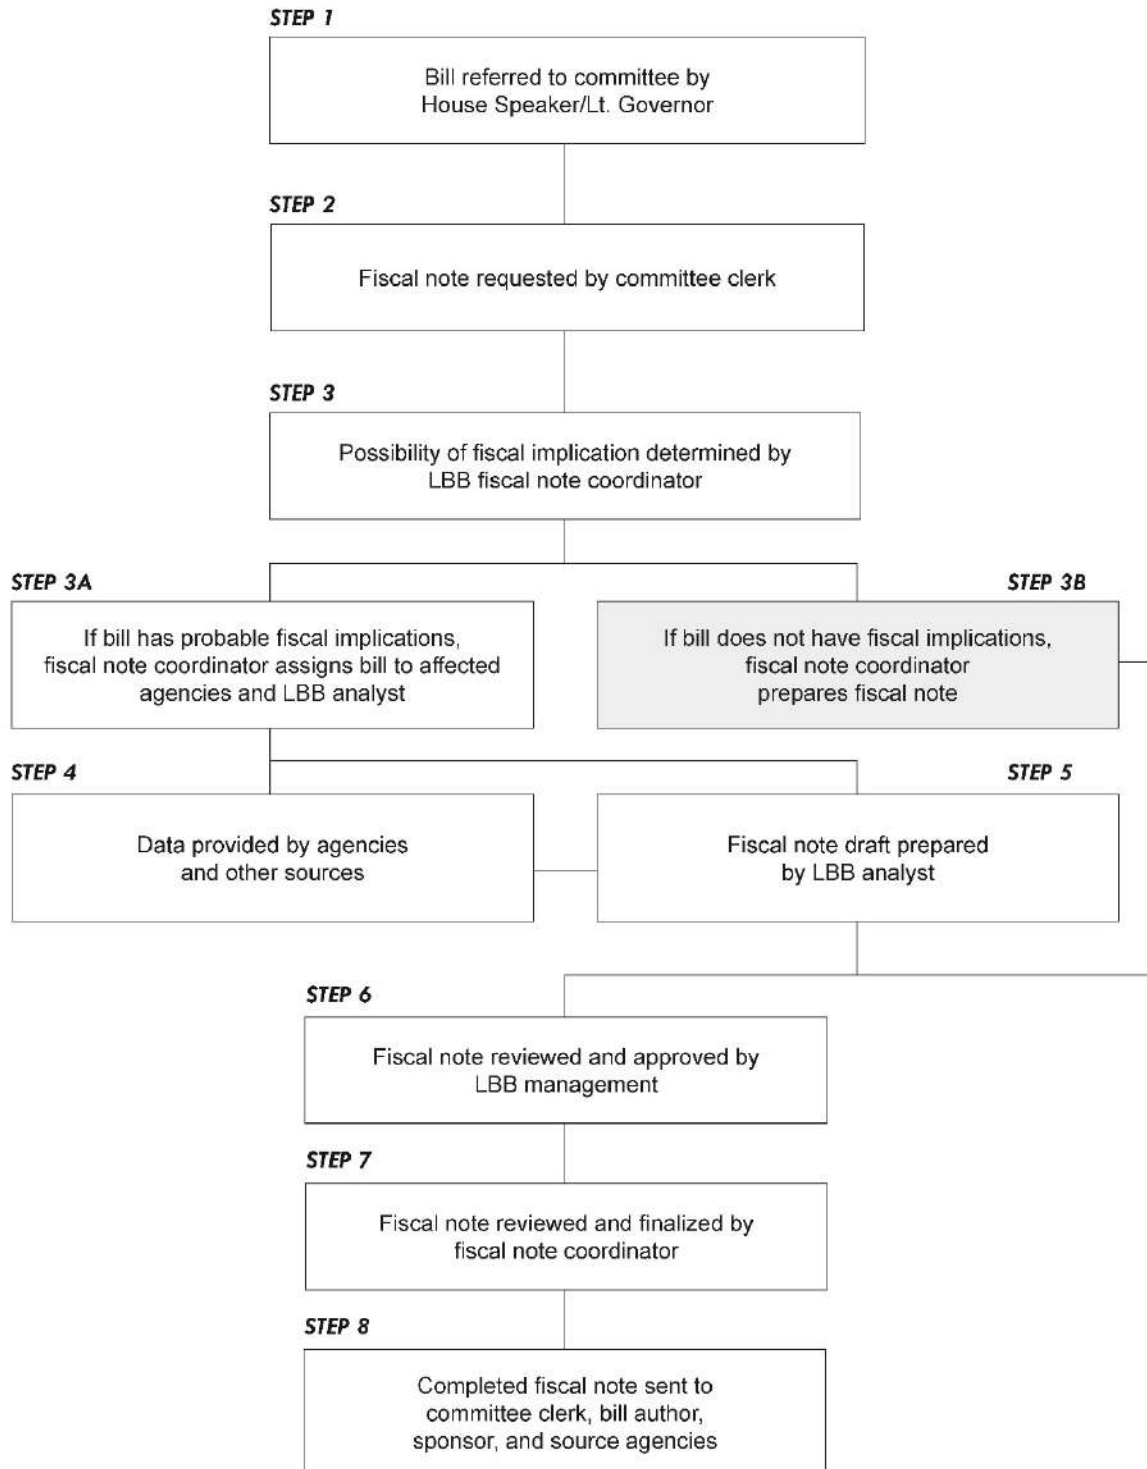 STEP 1
Bill referred to committee by
House Speaker/Lt. Governor
STEP 2
Fiscal note requested by committee clerk
STEP 3
Possibility of fiscal implication determined by
LBB fiscal note coordinator
STEP 3A
If bill has probable fiscal implications,
fiscal note coordinator assigns bill to affected
agencies and LBB analyst
STEP 3B
If bill does not have fiscal implications,
fiscal note coordinator
prepares fiscal note
STEP 4
Data provided by agencies
and other sources
STEP 5
Fiscal note draft prepared
by LBB analyst
STEP 6
Fiscal note reviewed and approved by
LBB management
STEP 7
Fiscal note reviewed and finalized by
fiscal note coordinator
STEP 8
Completed fiscal note sent to
committee clerk, bill author,
sponsor, and source agencies